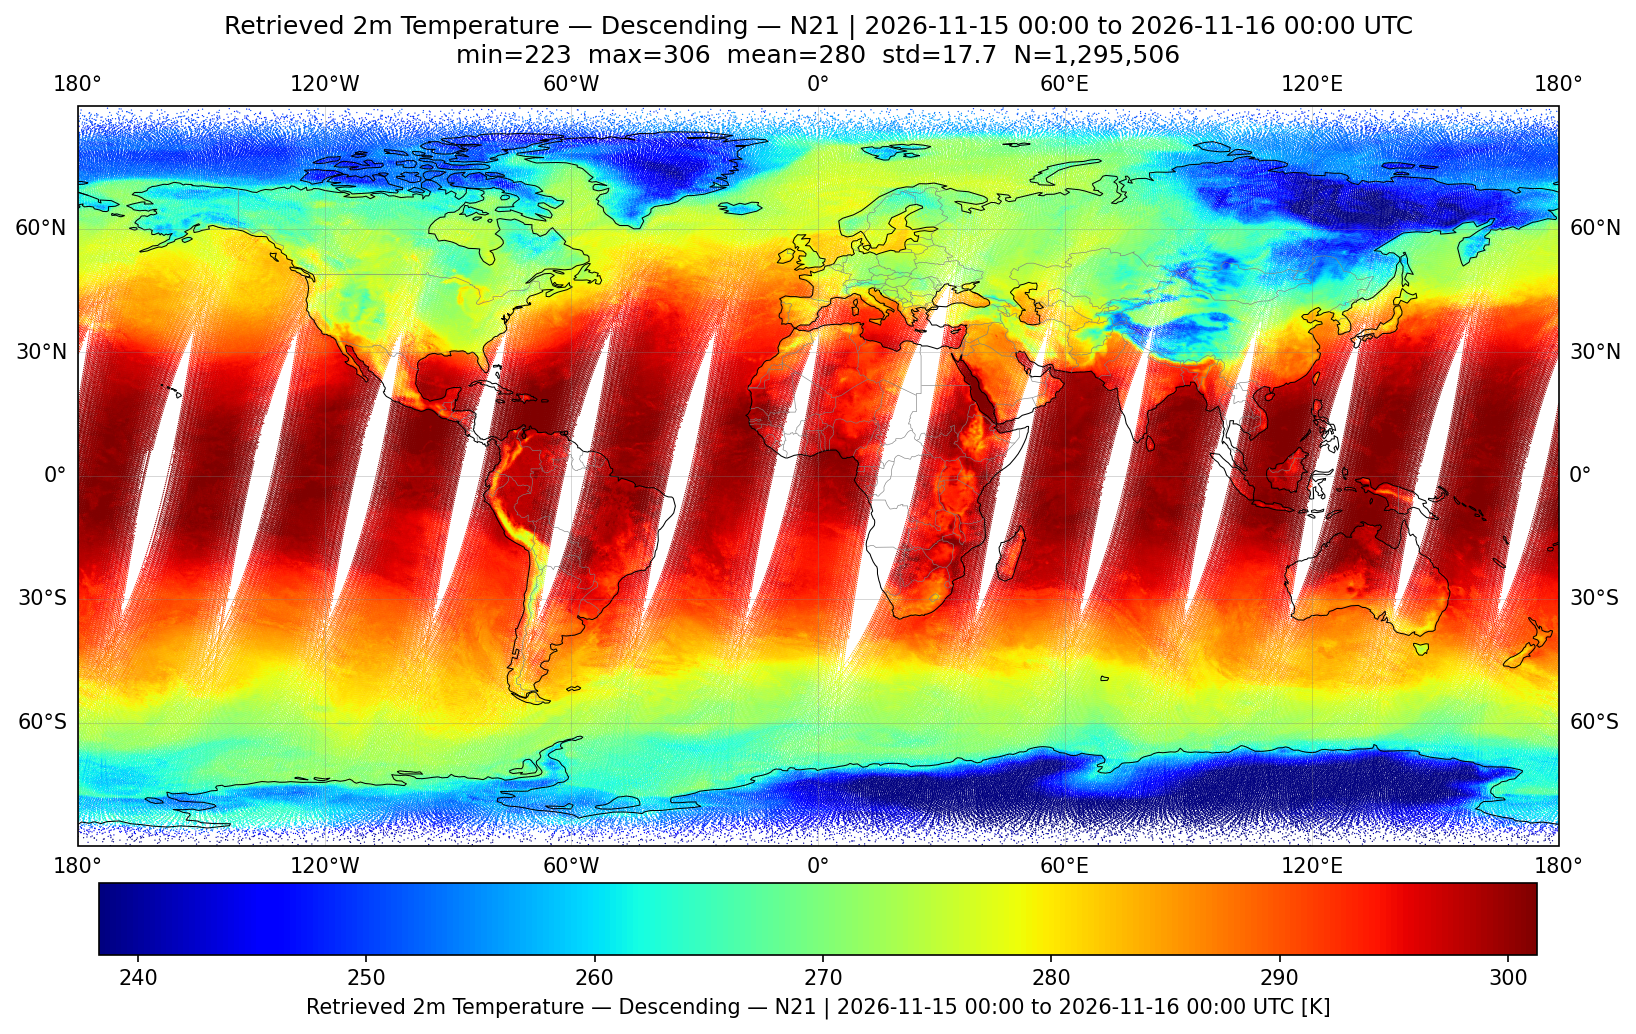 Retrieved 2m Temperature — Descending — N21 | 2026-11-15 00:00 to 2026-11-16 00:00 UTC
min=223  max=306  mean=280  std=17.7  N=1,295,506
180° 120°W 60°W 0° 60°E 120°E 180°
60°N 60°N
30°N 30°N
0° 0°
30°S 30°S
60°S 60°S
180° 120°W 60°W 0° 60°E 120°E 180°
240 250 260 270 280 290 300
Retrieved 2m Temperature — Descending — N21 | 2026-11-15 00:00 to 2026-11-16 00:00 UTC [K]